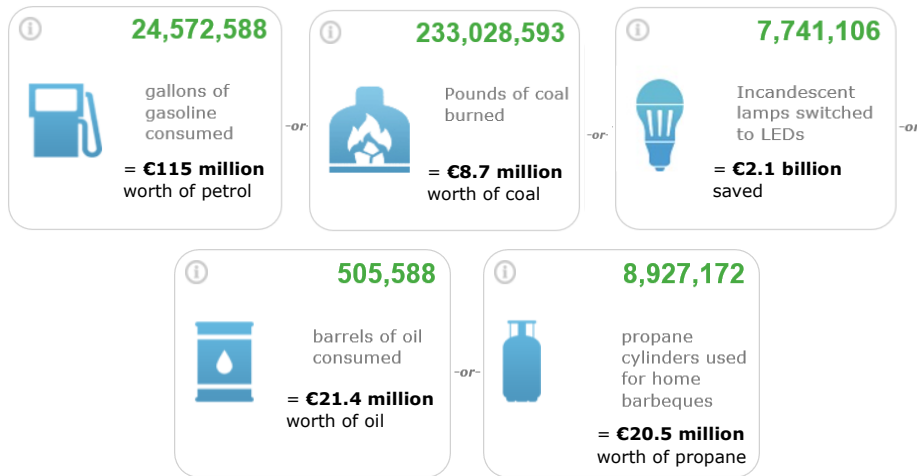 24,572,588
gallons of
gasoline
consumed
= €115 million
worth of petrol
-or-
233,028,593
Pounds of coal
burned
= €8.7 million
worth of coal
-or-
7,741,106
Incandescent
lamps switched
to LEDs
= €2.1 billion
saved
-or
505,588
barrels of oil
consumed
= €21.4 million
worth of oil
-or-
8,927,172
propane
cylinders used
for home
barbeques
= €20.5 million
worth of propane